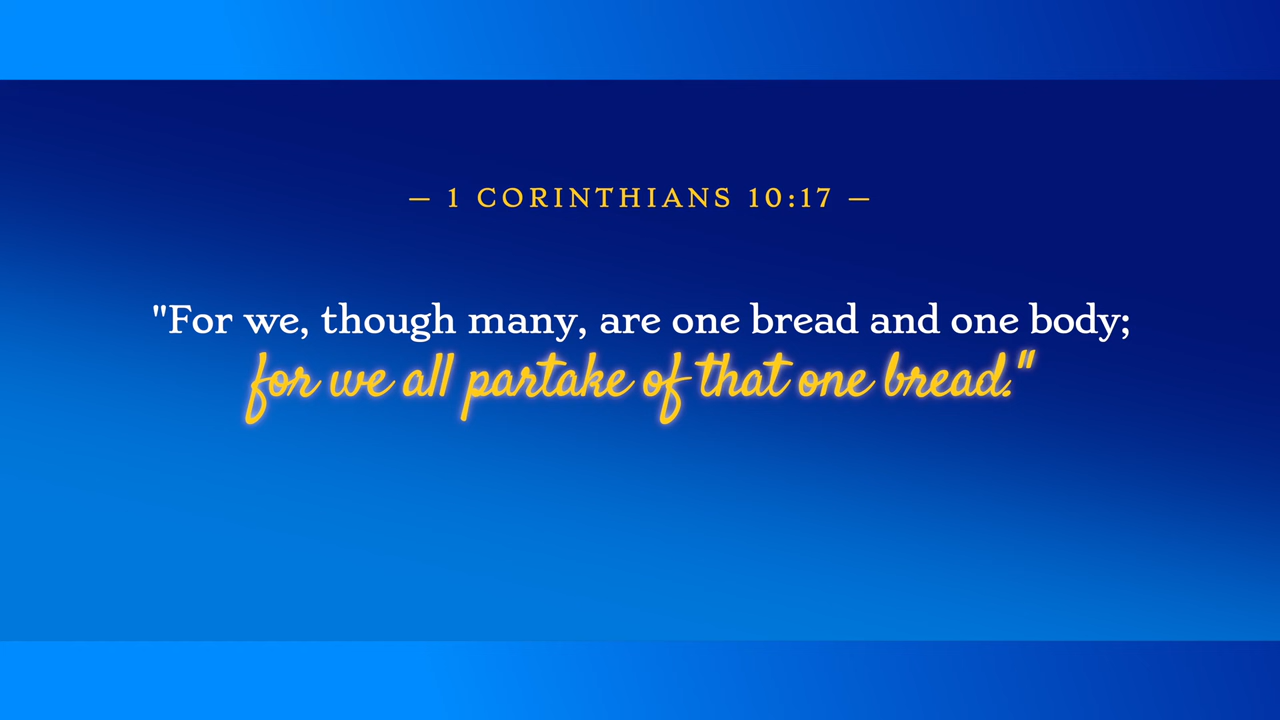 — 1 CORINTHIANS 10:17 —
"For we, though many, are one bread and one body;
for we all partake of that one bread."